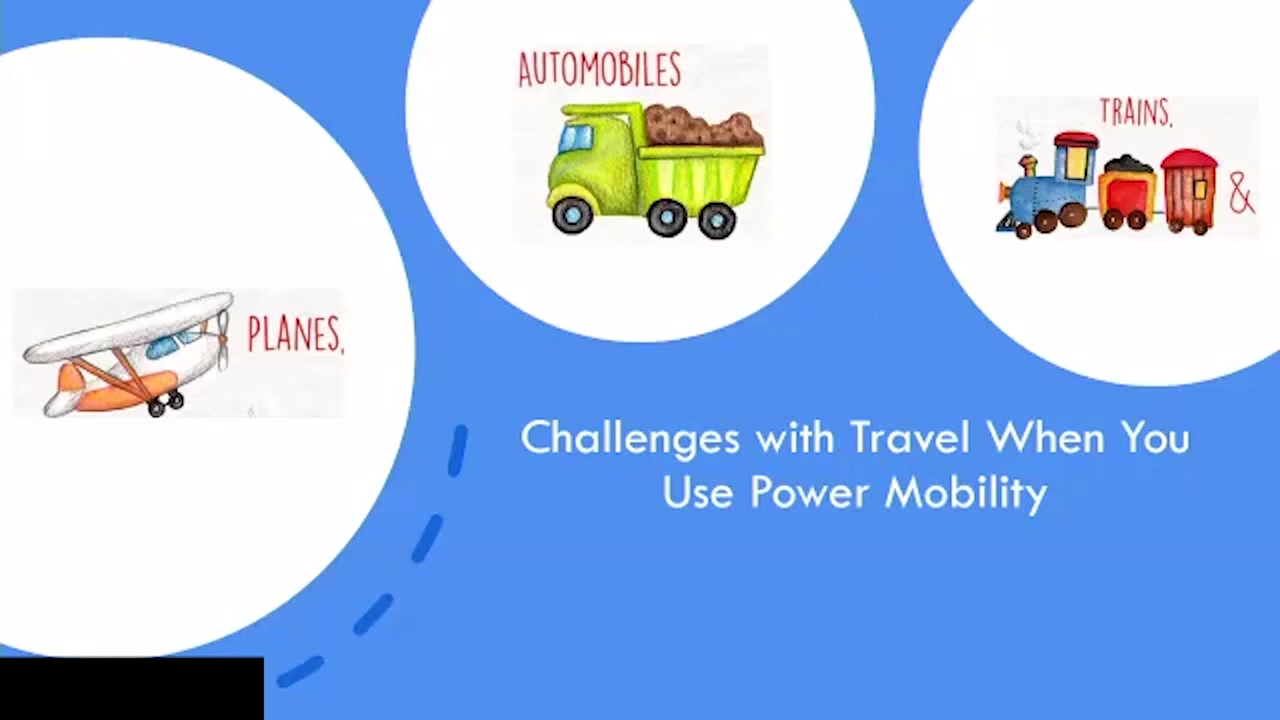 AUTOMOBILES
TRAINS,
&
PLANES,
Challenges with Travel When You
Use Power Mobility